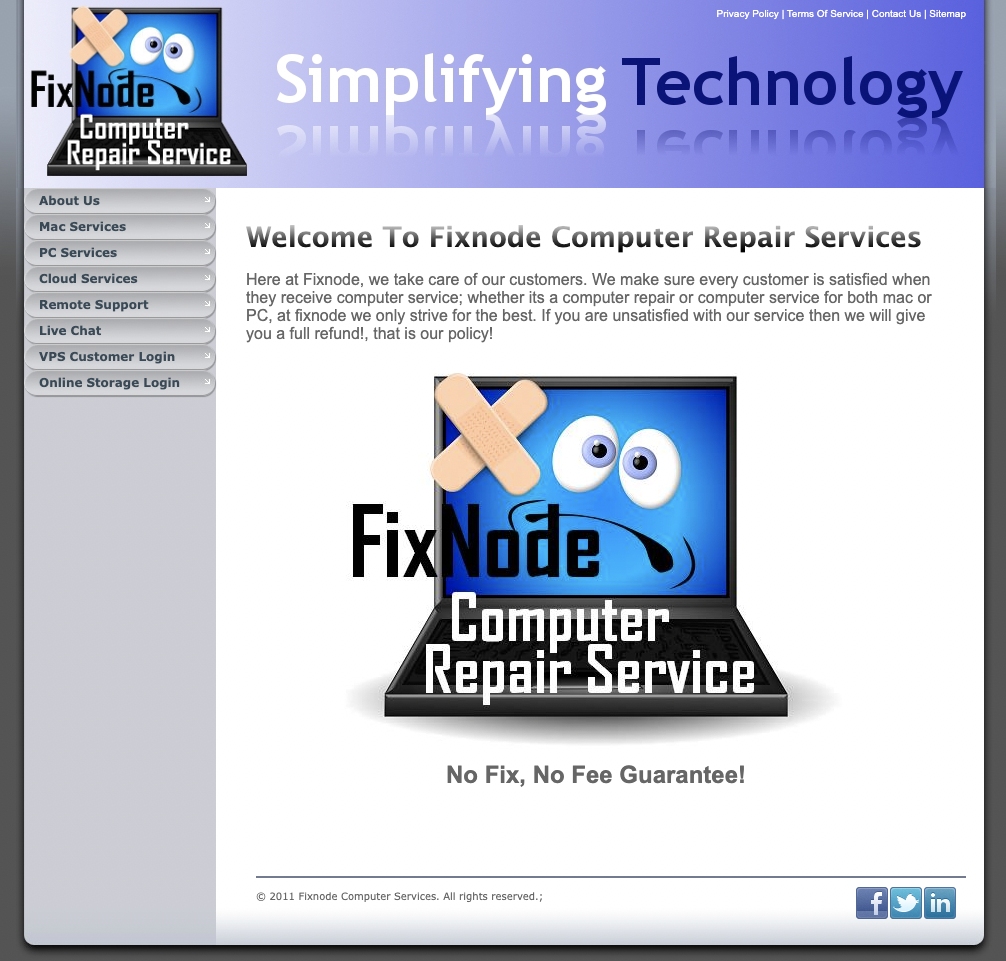 Privacy Policy | Terms Of Service | Contact Us | Sitemap
Simplifying Technology
FixNode
Computer
Repair Service
About Us
Mac Services
PC Services
Cloud Services
Remote Support
Live Chat
VPS Customer Login
Online Storage Login
Welcome To Fixnode Computer Repair Services
Here at Fixnode, we take care of our customers. We make sure every customer is satisfied when
they receive computer service; whether its a computer repair or computer service for both mac or
PC, at fixnode we only strive for the best. If you are unsatisfied with our service then we will give
you a full refund!, that is our policy!
FixNode
Computer
Repair Service
No Fix, No Fee Guarantee!
© 2011 Fixnode Computer Services. All rights reserved.;
f
in